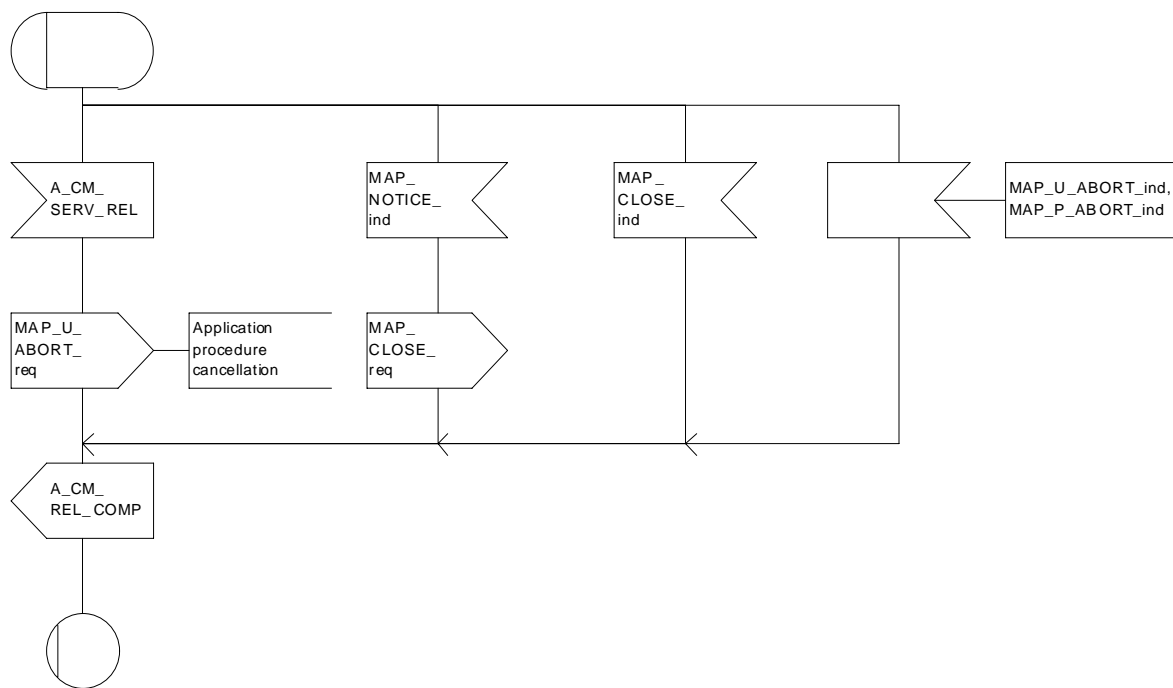 A_CM_
SERV_REL
MAP_
NOTICE_
ind
MAP_
CLOSE_
ind
MAP_U_ABORT_ind,
MAP_P_ABORT_ind
MAP_U_
ABORT_
req
Application
procedure
cancellation
MAP_
CLOSE_
req
A_CM_
REL_COMP